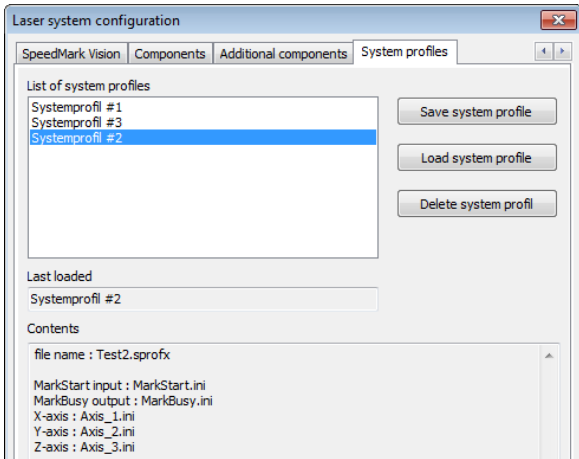 Laser system configuration
SpeedMark Vision Components Additional components System profiles
List of system profiles
Systemprofil #1
Systemprofil #3
Systemprofil #2
Save system profile
Load system profile
Delete system profil
Last loaded
Systemprofil #2
Contents
file name : Test2.sprofx
MarkStart input : MarkStart.ini
MarkBusy output : MarkBusy.ini
X-axis : Axis_1.ini
Y-axis : Axis_2.ini
Z-axis : Axis_3.ini